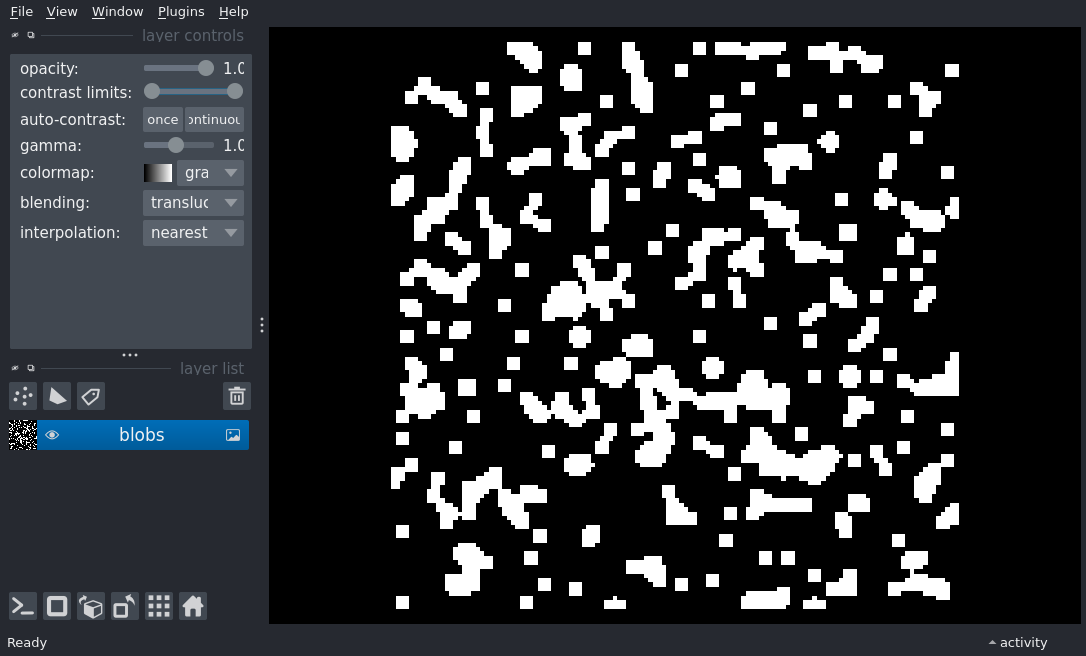 File View Window Plugins Help
layer controls
opacity: 1.0
contrast limits:
auto-contrast: once ontinuou
gamma: 1.0
colormap: gra
blending: transluc
interpolation: nearest
layer list
blobs
Ready
activity